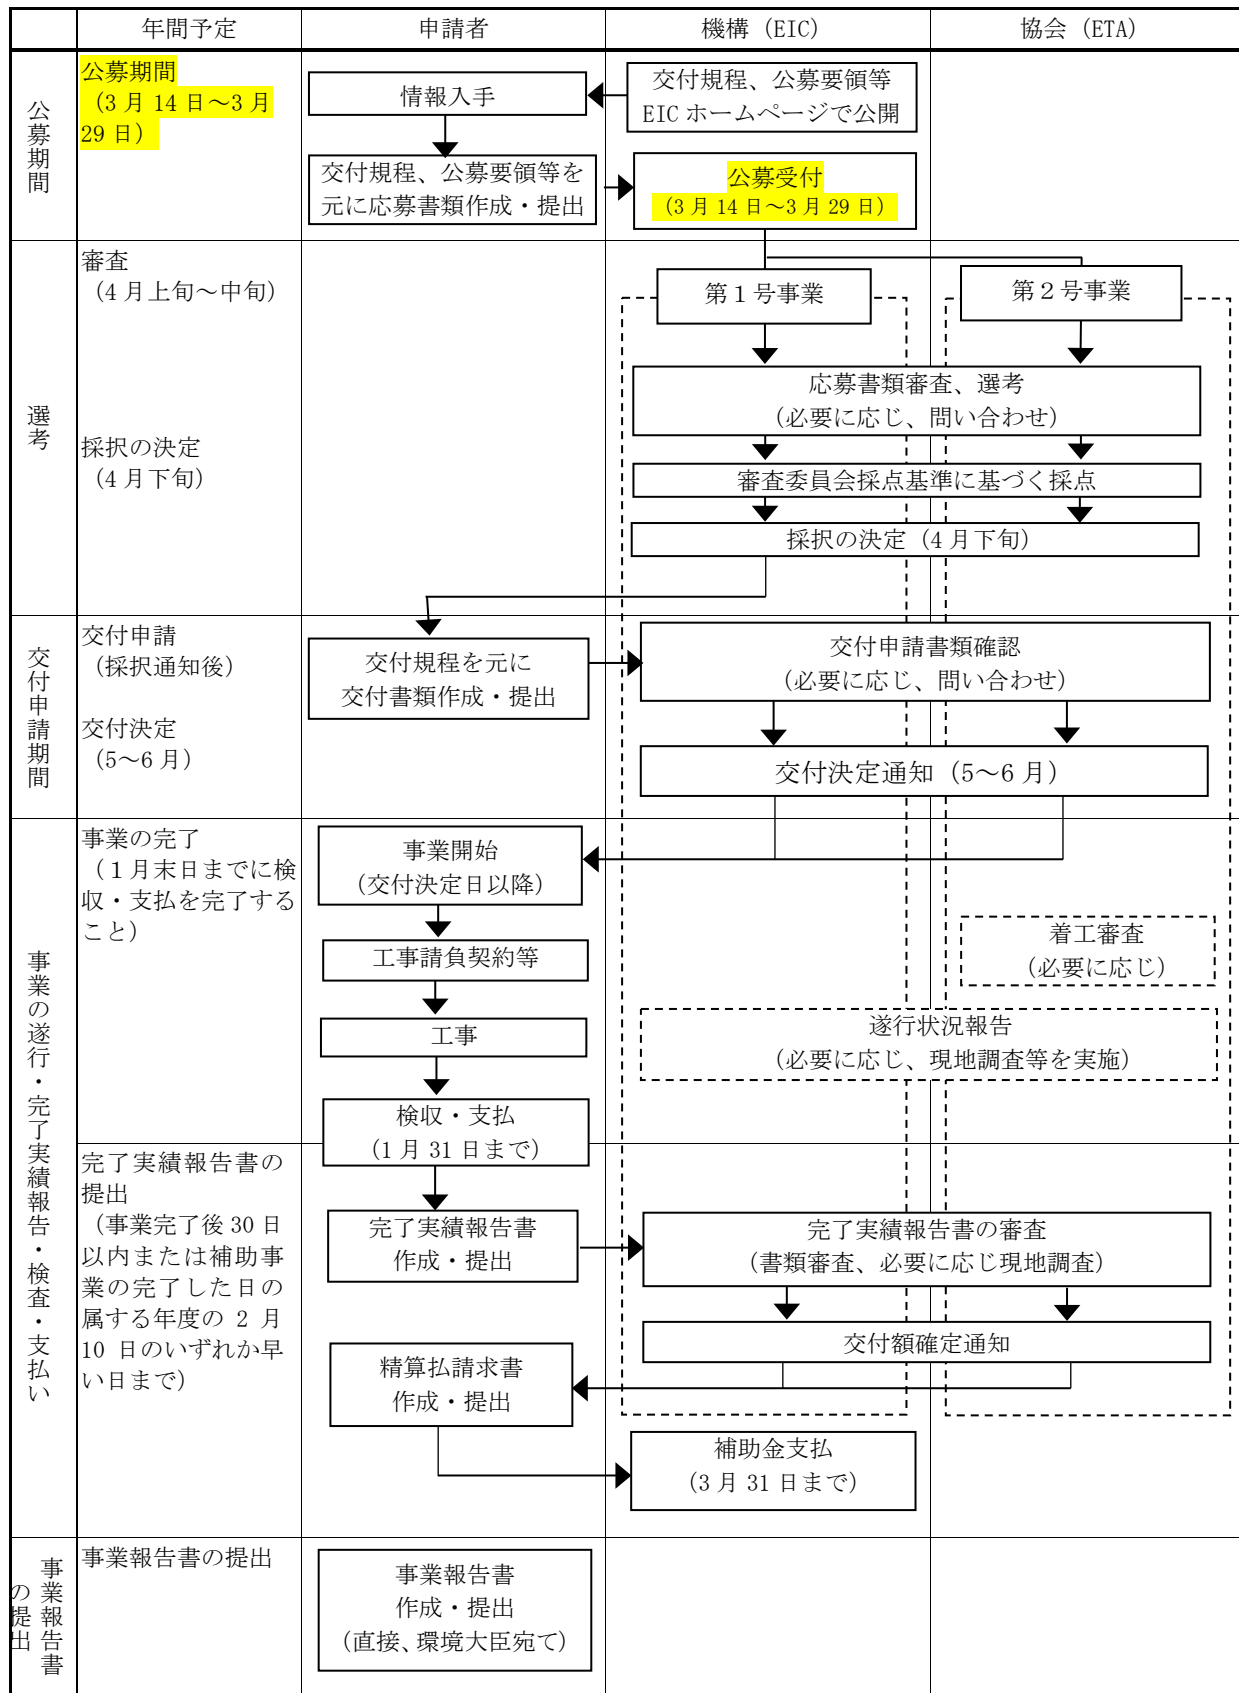 年間予定
申請者
機構（EIC）
協会（ETA）
公募期間
公募期間
（3 月 14 日～3 月
29 日）
情報入手
交付規程、公募要領等
EIC ホームページで公開
交付規程、公募要領等を
元に応募書類作成・提出
公募受付
（3 月 14 日～3 月 29 日）
選考
審査
（4 月上旬～中旬）
第１号事業
第２号事業
応募書類審査、選考
（必要に応じ、問い合わせ）
採択の決定
（4 月下旬）
審査委員会採点基準に基づく採点
採択の決定（4 月下旬）
交付申請期間
交付申請
（採択通知後）
交付決定
（5～6 月）
交付規程を元に
交付書類作成・提出
交付申請書類確認
（必要に応じ、問い合わせ）
交付決定通知（5～6 月）
事業の遂行・完了実績報告・検査・支払い
事業の完了
（１月末日までに検
収・支払を完了する
こと）
事業開始
（交付決定日以降）
工事請負契約等
着工審査
（必要に応じ）
工事
遂行状況報告
（必要に応じ、現地調査等を実施）
検収・支払
（1 月 31 日まで）
完了実績報告書の
提出
（事業完了後 30 日
以内または補助事
業の完了した日の
属する年度の 2 月
10 日のいずれか早
い日まで）
完了実績報告書
作成・提出
完了実績報告書の審査
（書類審査、必要に応じ現地調査）
交付額確定通知
精算払請求書
作成・提出
補助金支払
（3 月 31 日まで）
事業報告書
の提出
事業報告書の提出
事業報告書
作成・提出
（直接、環境大臣宛て）